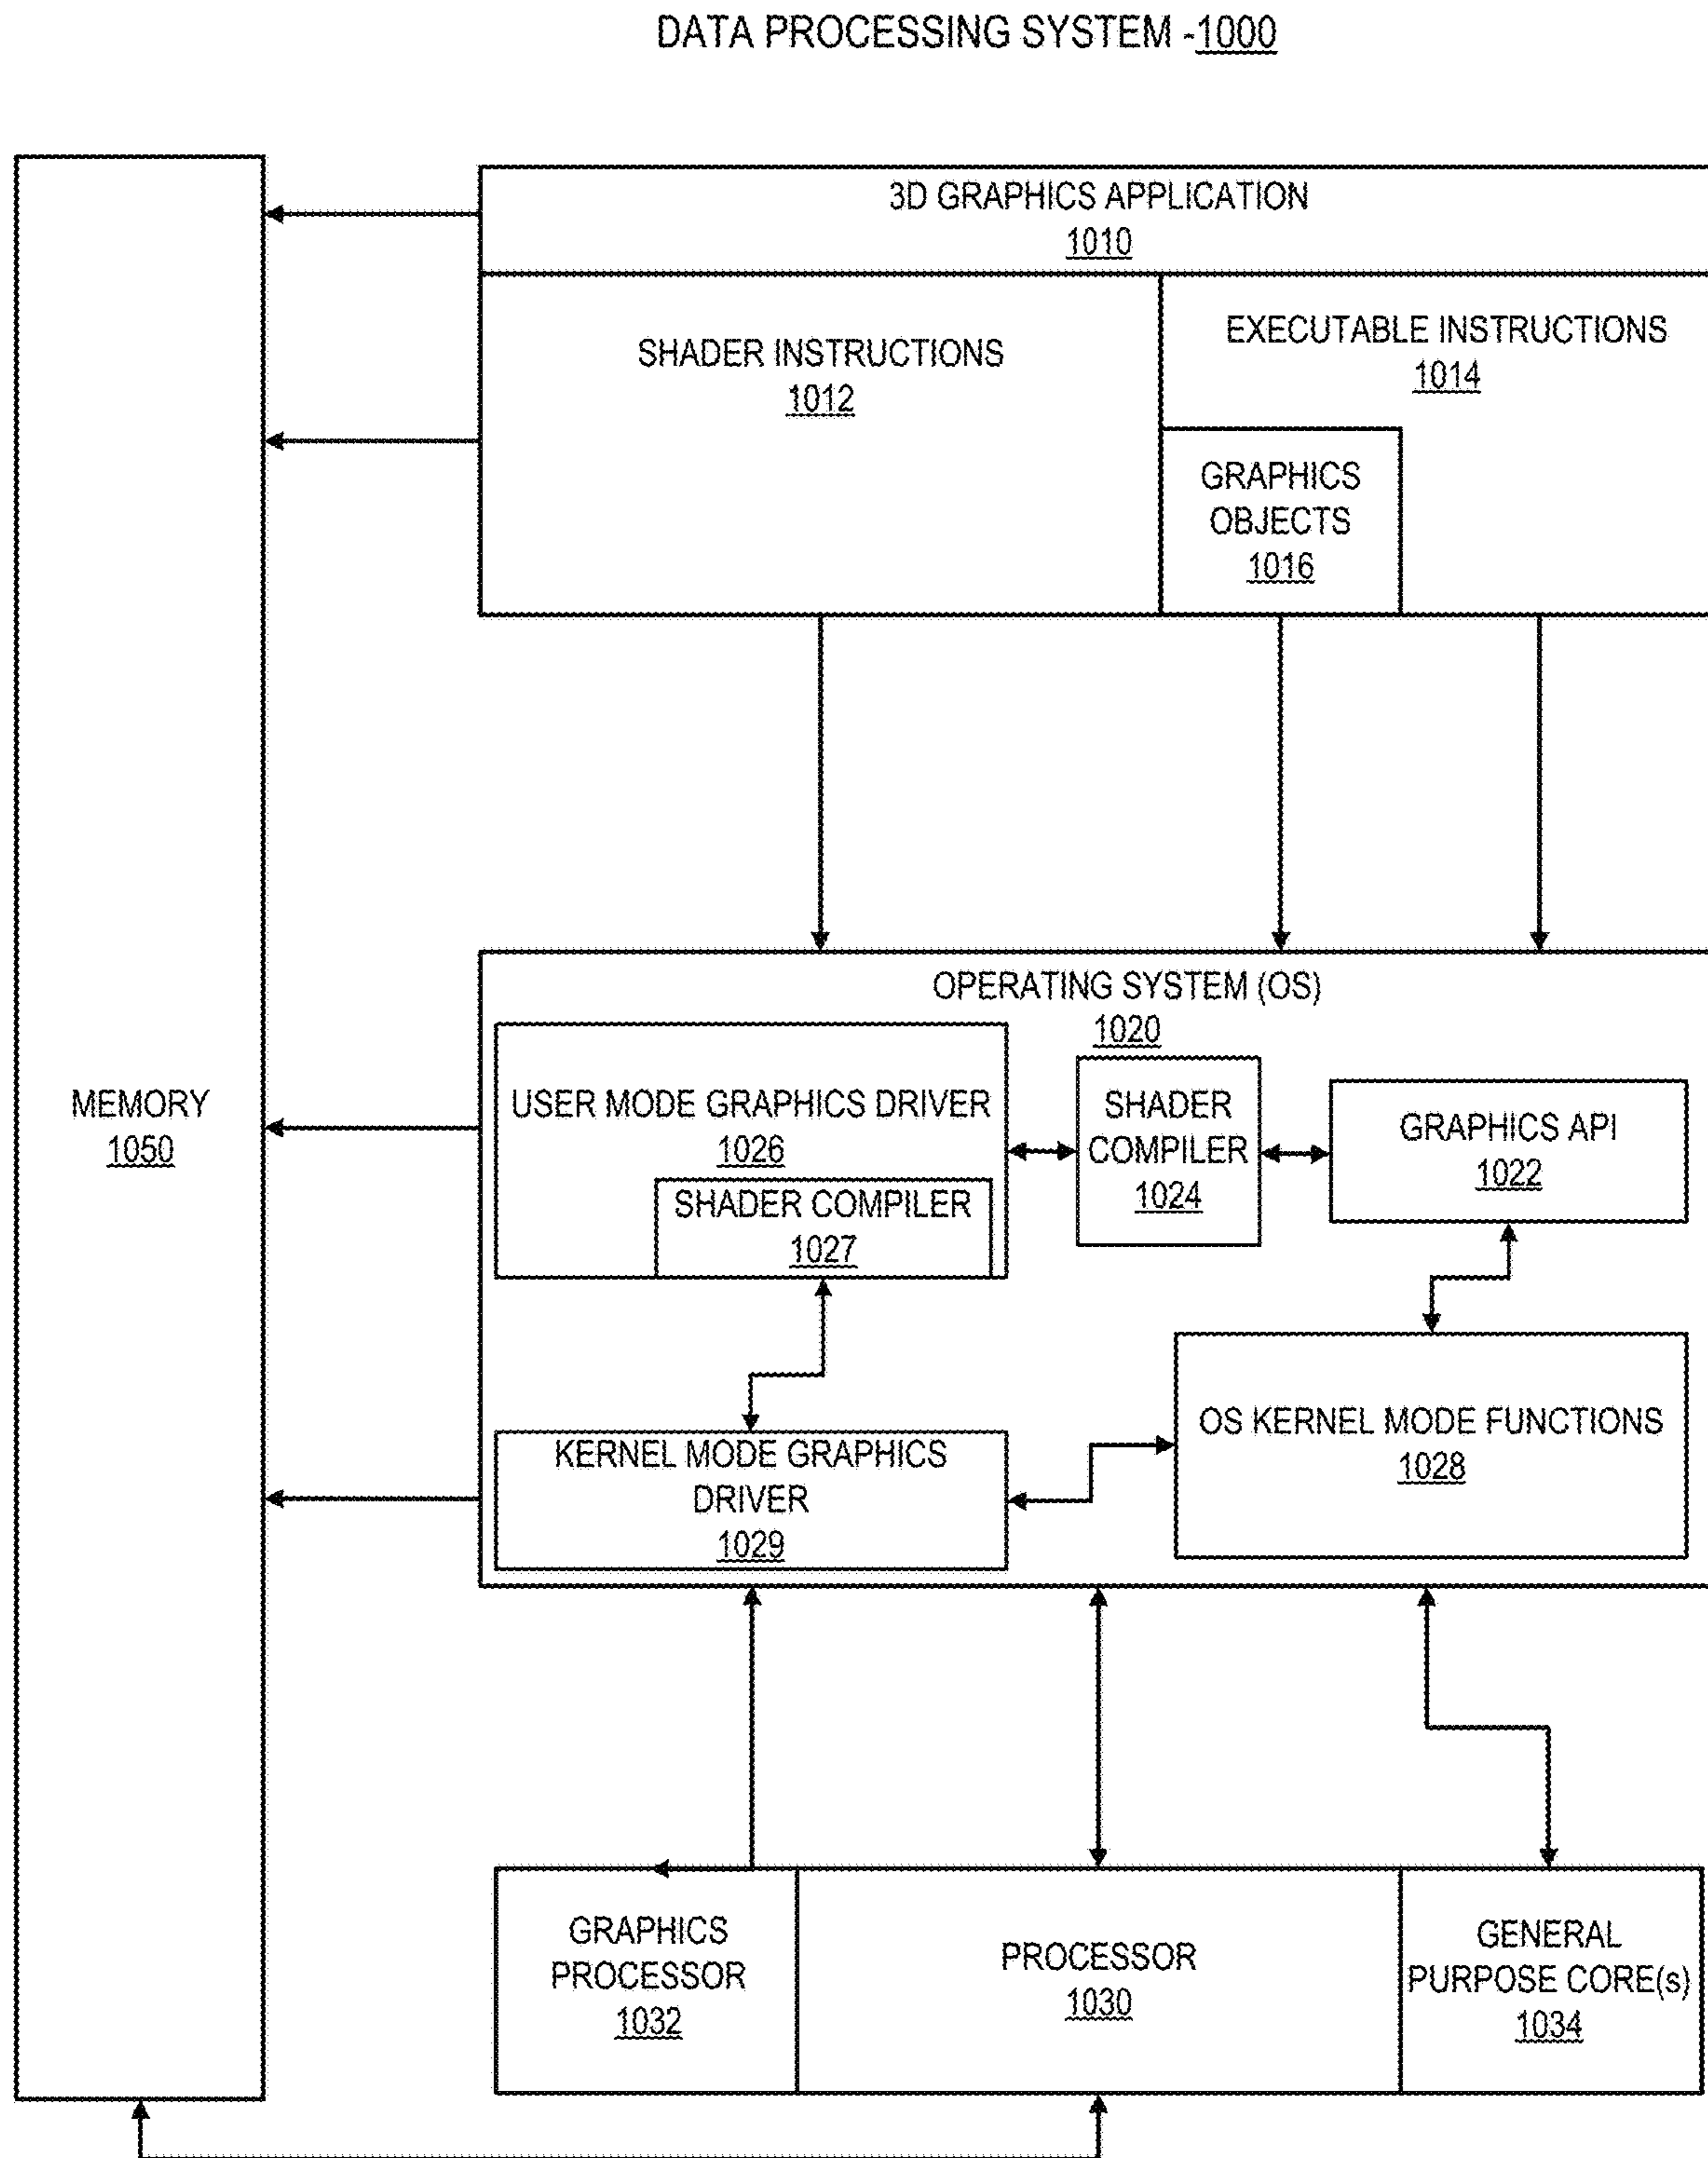 DATA PROCESSING SYSTEM -1000
3D GRAPHICS APPLICATION
1010
SHADER INSTRUCTIONS
1012
EXECUTABLE INSTRUCTIONS
1014
GRAPHICS
OBJECTS
1016
OPERATING SYSTEM (OS)
1020
MEMORY
1050
USER MODE GRAPHICS DRIVER
1026
SHADER COMPILER
1027
SHADER
COMPILER
1024
GRAPHICS API
1022
KERNEL MODE GRAPHICS
DRIVER
1029
OS KERNEL MODE FUNCTIONS
1028
GRAPHICS
PROCESSOR
1032
PROCESSOR
1030
GENERAL
PURPOSE CORE(s)
1034